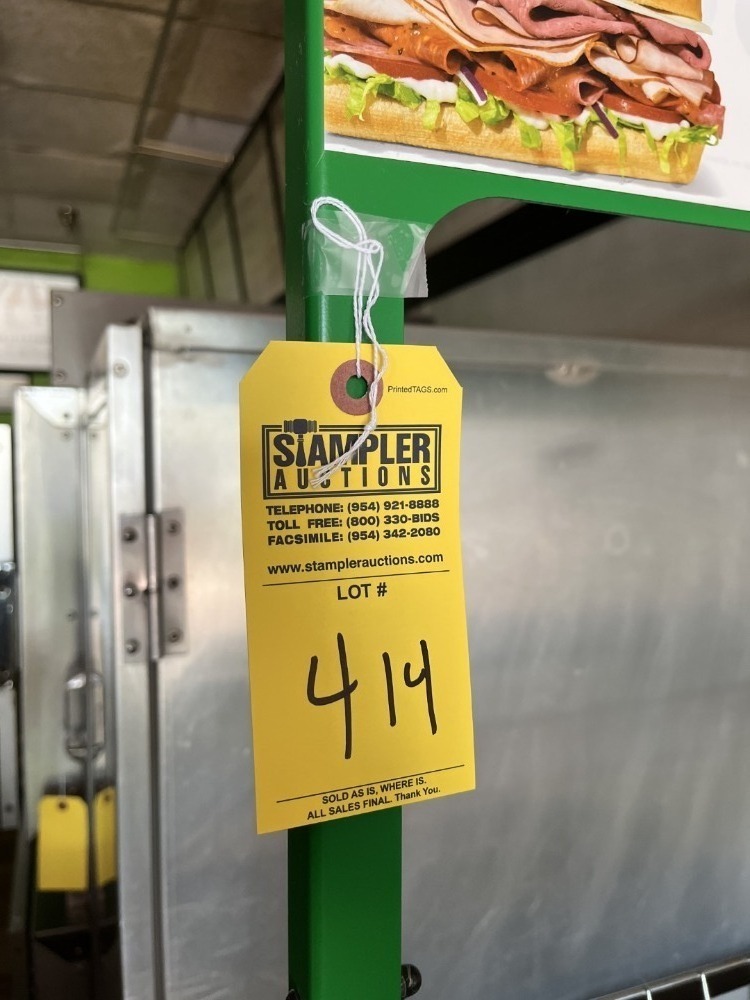 PrintedTAGS.com
STAMPLER
AUCTIONS
TELEPHONE: (954) 921-8888
TOLL FREE: (800) 330-BIDS
FACSIMILE: (954) 342-2080
www.stamplerauctions.com
LOT #
414
SOLD AS IS, WHERE IS.
ALL SALES FINAL. Thank You.